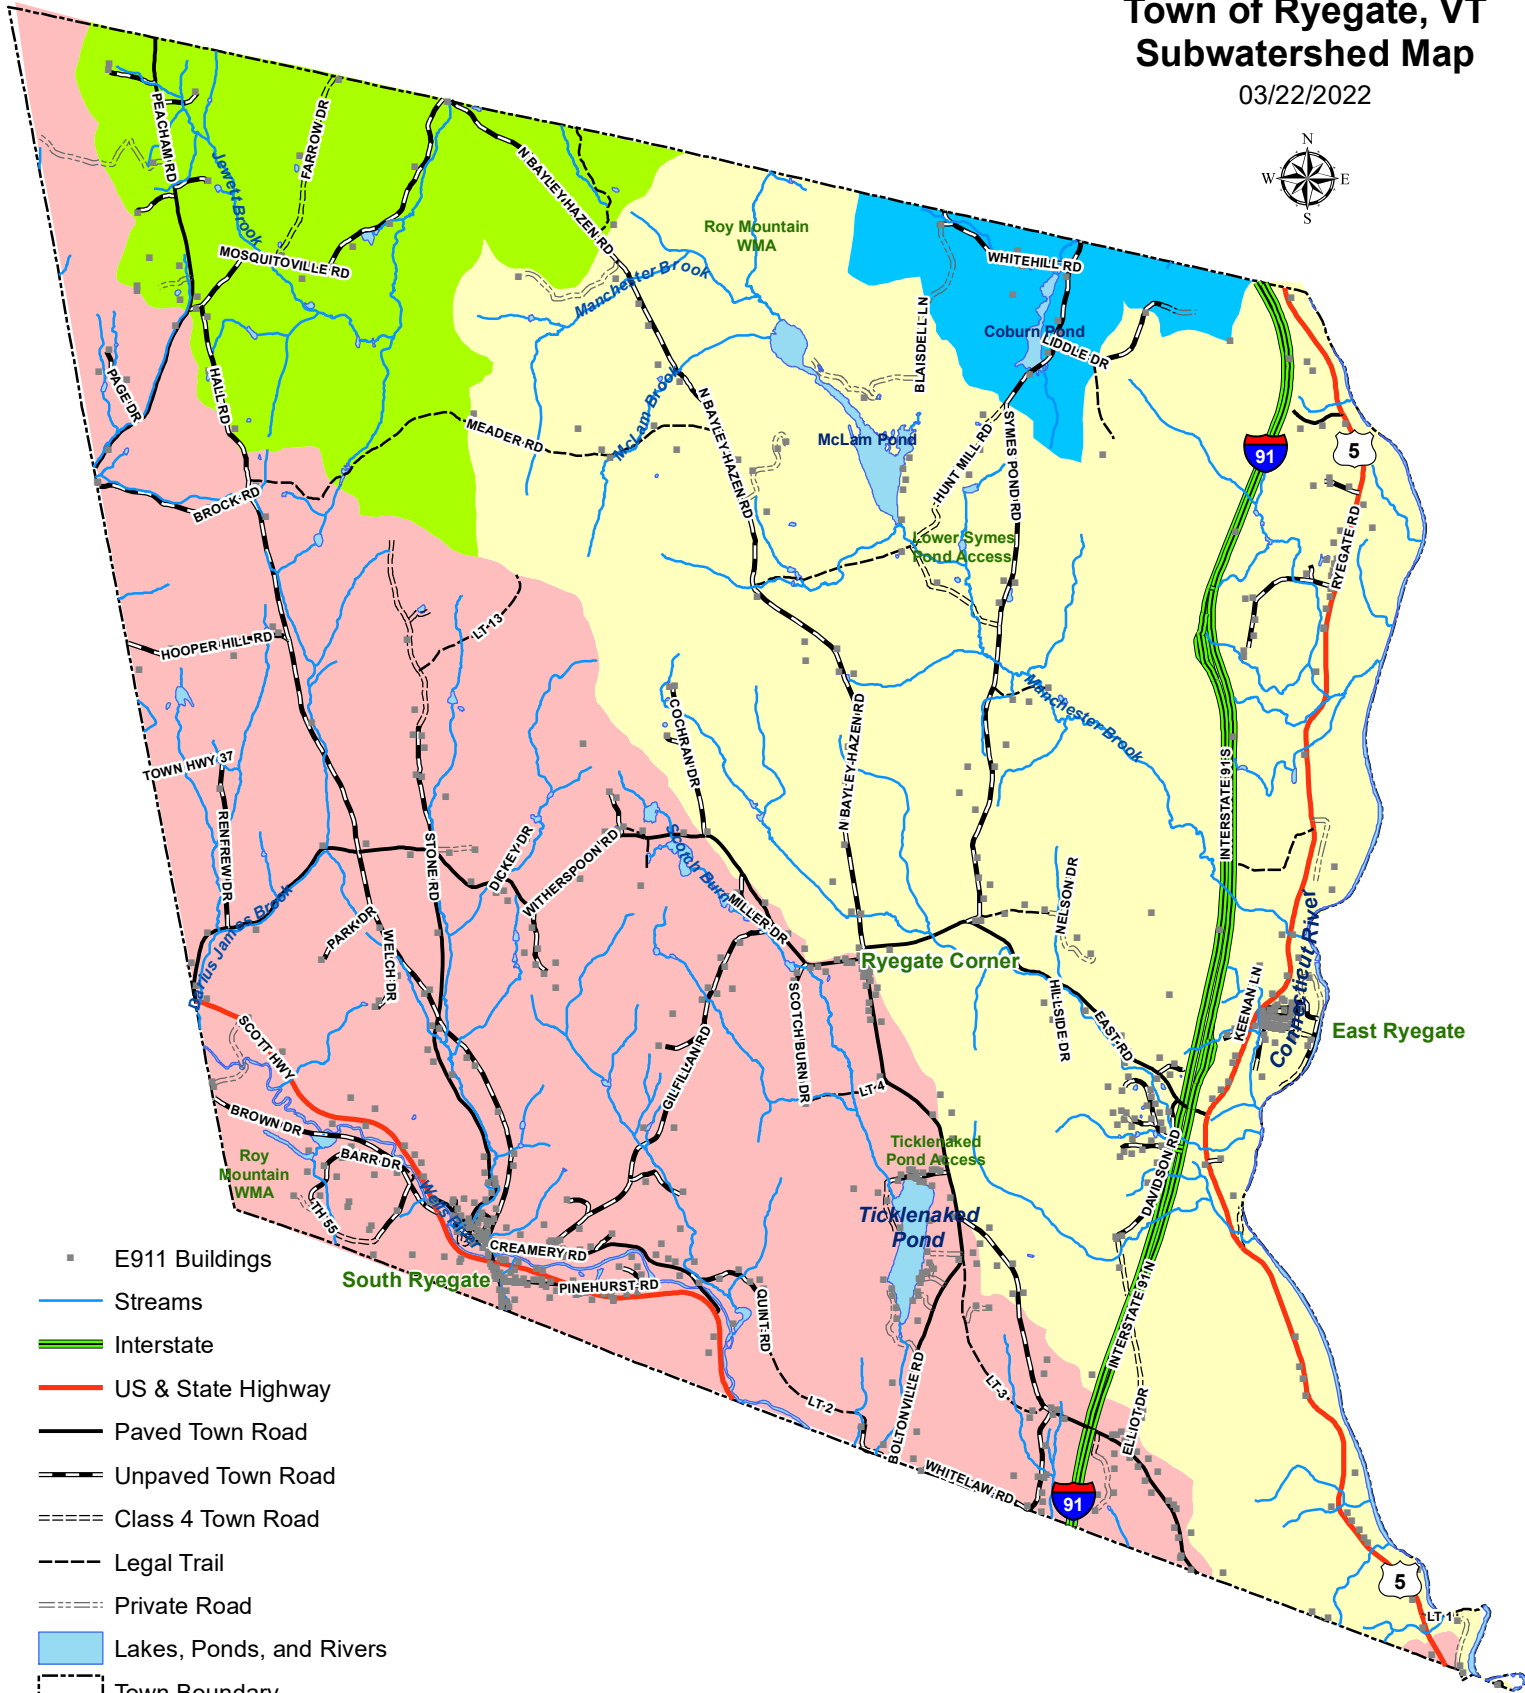 Town of Ryegate, VT
Subwatershed Map
03/22/2022
N
W E
S
PEACHAM RD
FARROW DR
Jewett Brook
MOSQUITOVILLE RD
N BAYLEY-HAZEN RD
Roy Mountain
WMA
Manchester Brook
WHITEHILL RD
BLAISDELL LN
Coburn Pond
LIDDLE DR
PAGE DR
HALL RD
McLam Brook
N BAYLEY-HAZEN RD
MEADER RD
McLam Pond
HUNT MILL RD
SYMES POND RD
91
5
BROCK RD
Lower Symes
Pond Access
RYEGATE RD
HOOPER HILL RD
LT-13
COCHRAN DR
N BAYLEY-HAZEN RD
Manchester Brook
TOWN HWY 37
RENFREW DR
STONE RD
DICKEY DR
WITHERSPOON RD
Scotch Burn
MILLER DR
INTERSTATE 91 S
NELSON DR
Darius James Brook
PARK DR
WELCH DR
Ryegate Corner
SCOTCH BURN DR
HILLSIDE DR
EAST RD
KEENAN LN
Connecticut River
East Ryegate
SCOTT HWY
GILFILLAN RD
LT-4
BROWN DR
BARR DR
Roy
Mountain
WMA
TH 55
Ticklenaked
Pond Access
DAVIDSON RD
Ticklenaked
Pond
CREAMERY RD
South Ryegate
PINEHURST RD
QUINT RD
INTERSTATE 91 N
LT-2
BOLTONVILLE RD
LT-3
ELLIOT DR
WHITELAW RD
91
5
LT 1
E911 Buildings
Streams
Interstate
US & State Highway
Paved Town Road
Unpaved Town Road
Class 4 Town Road
Legal Trail
Private Road
Lakes, Ponds, and Rivers
Town Boundary